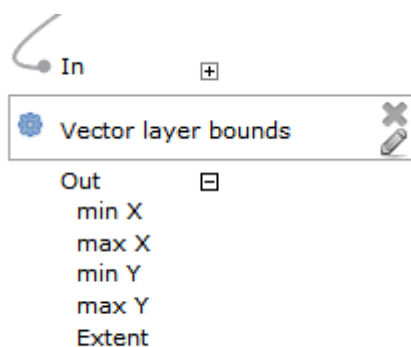 In
Vector layer bounds
Out
min X
max X
min Y
max Y
Extent